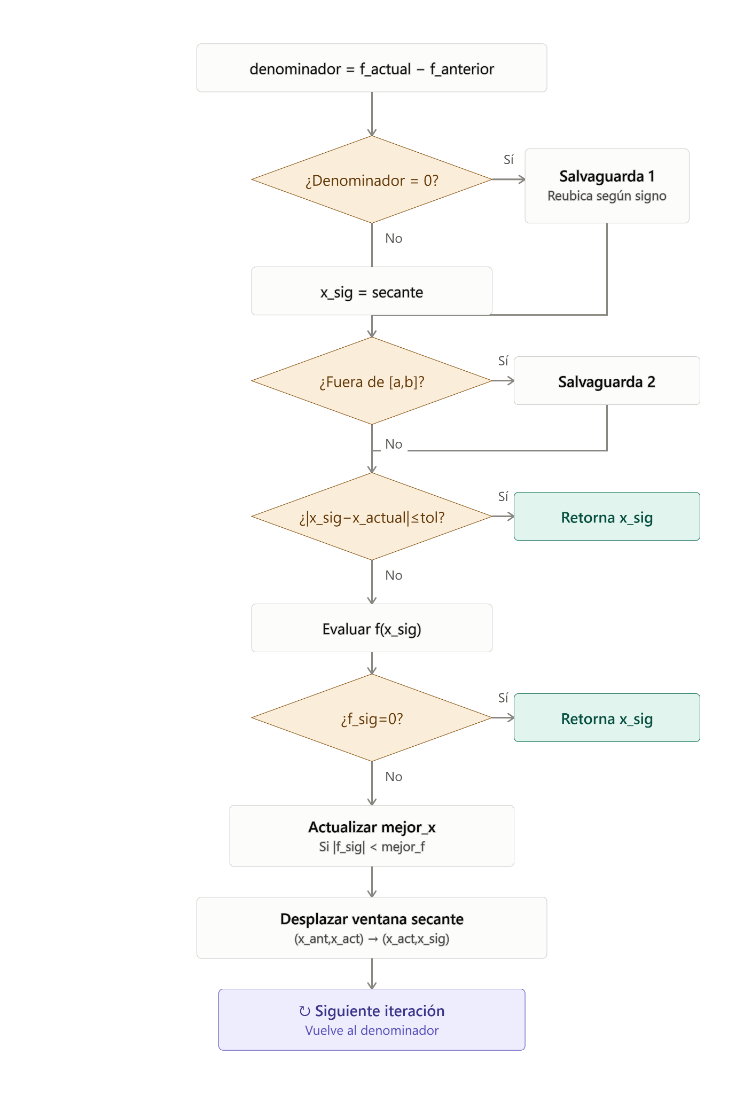 denominador = f_actual − f_anterior
¿Denominador = 0?
Sí
Salvaguarda 1
Reubica según signo
No
x_sig = secante
¿Fuera de [a,b]?
Sí
Salvaguarda 2
No
¿|x_sig−x_actual|≤tol?
Sí
Retorna x_sig
No
Evaluar f(x_sig)
¿f_sig=0?
Sí
Retorna x_sig
No
Actualizar mejor_x
Si |f_sig| < mejor_f
Desplazar ventana secante
(x_ant,x_act) → (x_act,x_sig)
↻ Siguiente iteración
Vuelve al denominador